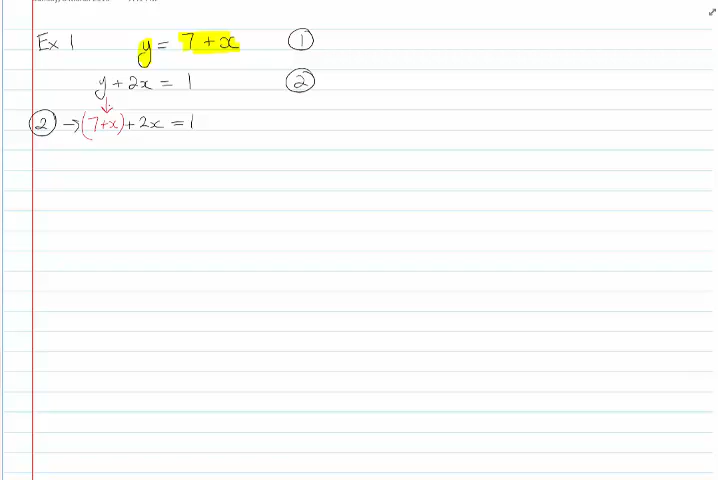 Ex 1 y = 7 + x ①
y + 2x = 1 ②
② → (7+x) + 2x = 1